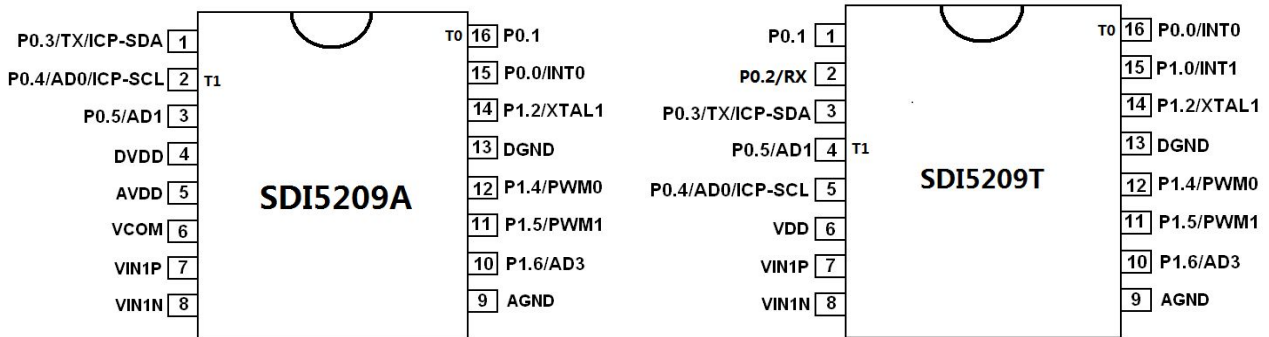 P0.3/TX/ICP-SDA 1
P0.4/AD0/ICP-SCL 2 T1
P0.5/AD1 3
DVDD 4
AVDD 5
VCOM 6
VIN1P 7
VIN1N 8
SDI5209A
T0 16 P0.1
15 P0.0/INT0
14 P1.2/XTAL1
13 DGND
12 P1.4/PWM0
11 P1.5/PWM1
10 P1.6/AD3
9 AGND
P0.1 1
P0.2/RX 2
P0.3/TX/ICP-SDA 3
P0.5/AD1 4 T1
P0.4/AD0/ICP-SCL 5
VDD 6
VIN1P 7
VIN1N 8
SDI5209T
T0 16 P0.0/INT0
15 P1.0/INT1
14 P1.2/XTAL1
13 DGND
12 P1.4/PWM0
11 P1.5/PWM1
10 P1.6/AD3
9 AGND